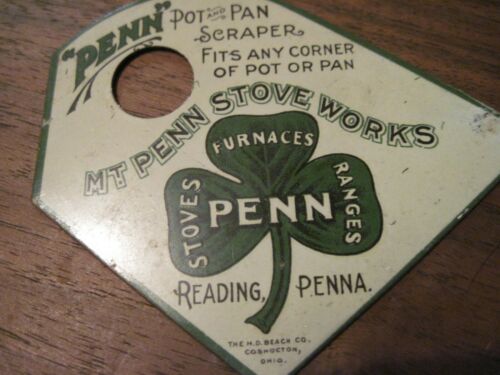 "PENN" POT AND PAN
SCRAPER
FITS ANY CORNER
OF POT OR PAN
MT PENN STOVE WORKS
FURNACES
STOVES
PENN
RANGES
READING, PENNA.
THE H.D. BEACH CO.
COSHOCTON,
OHIO.